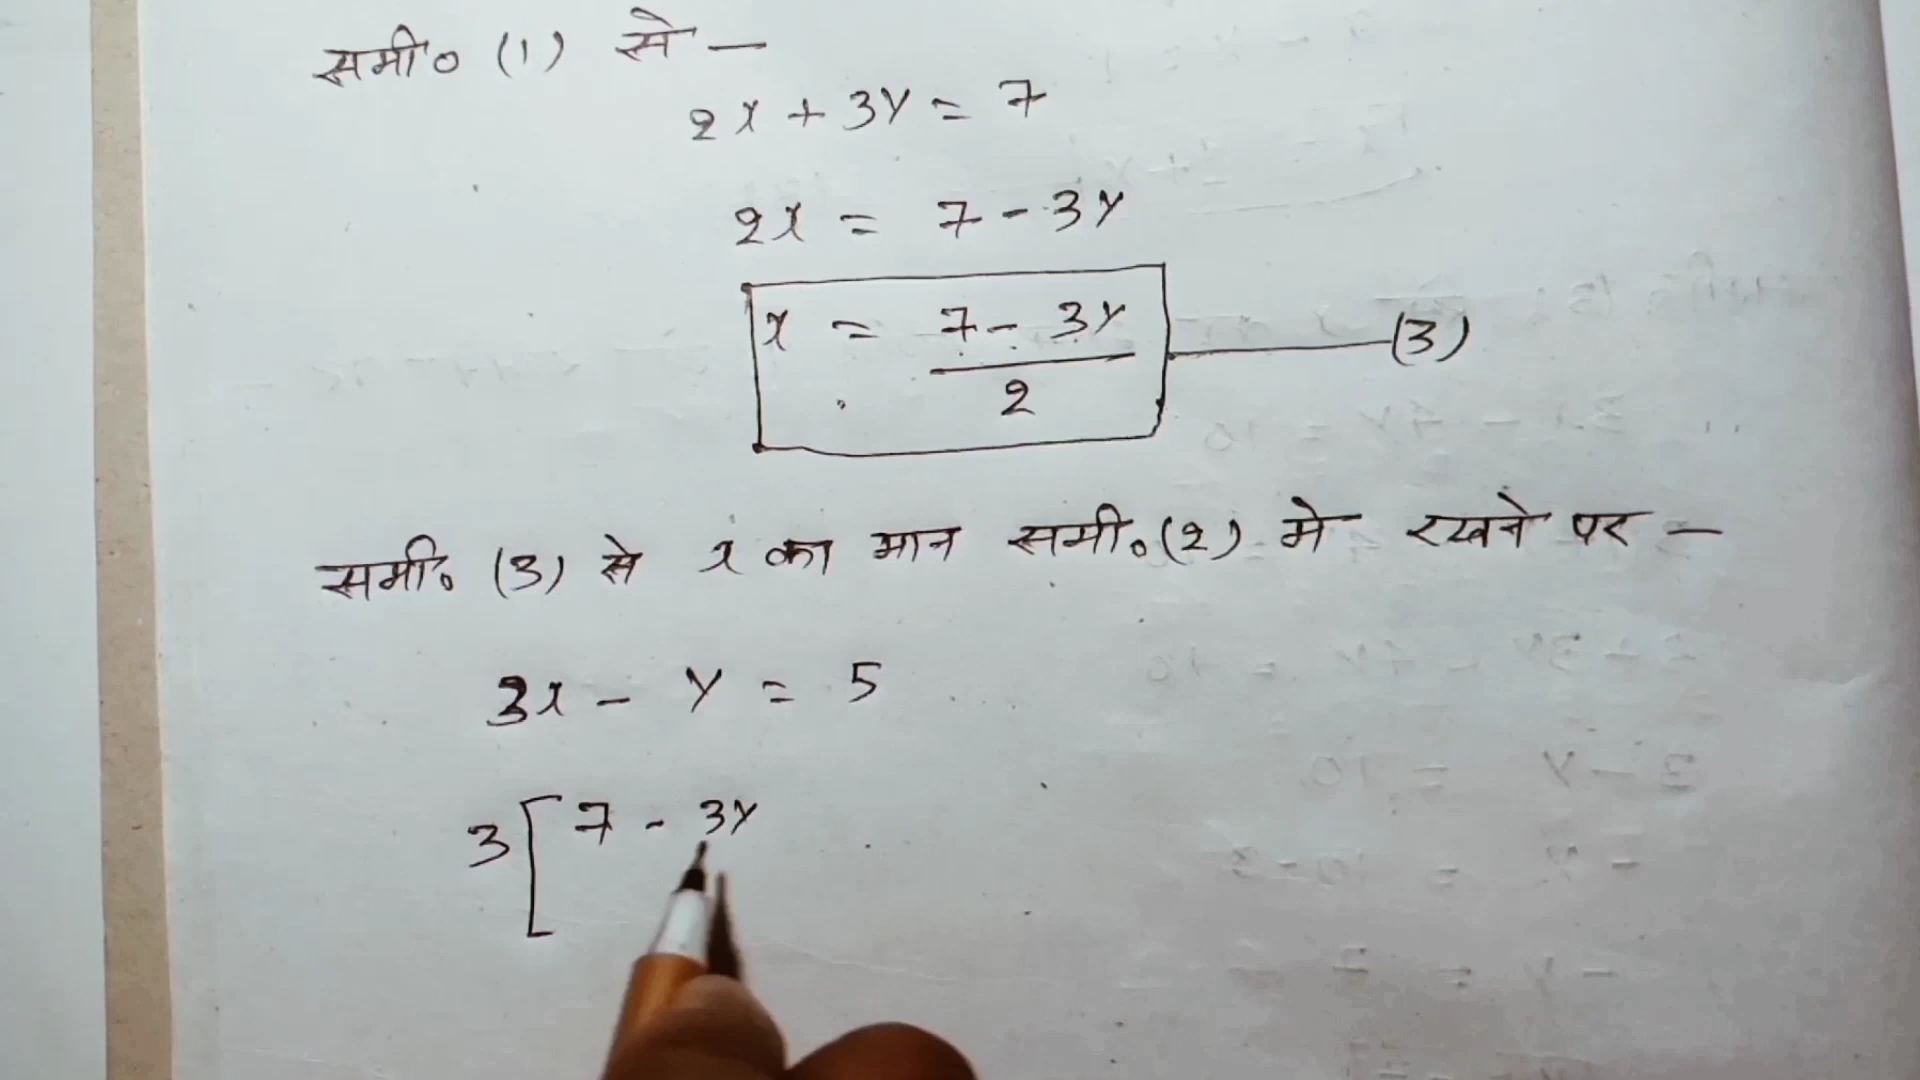 समी० (1) से —
2x + 3y = 7
2x = 7 - 3y
x = 7 - 3y / 2 —— (3)
समी० (3) से x का मान समी० (2) मे रखने पर —
3x - y = 5
3 [ 7 - 3y